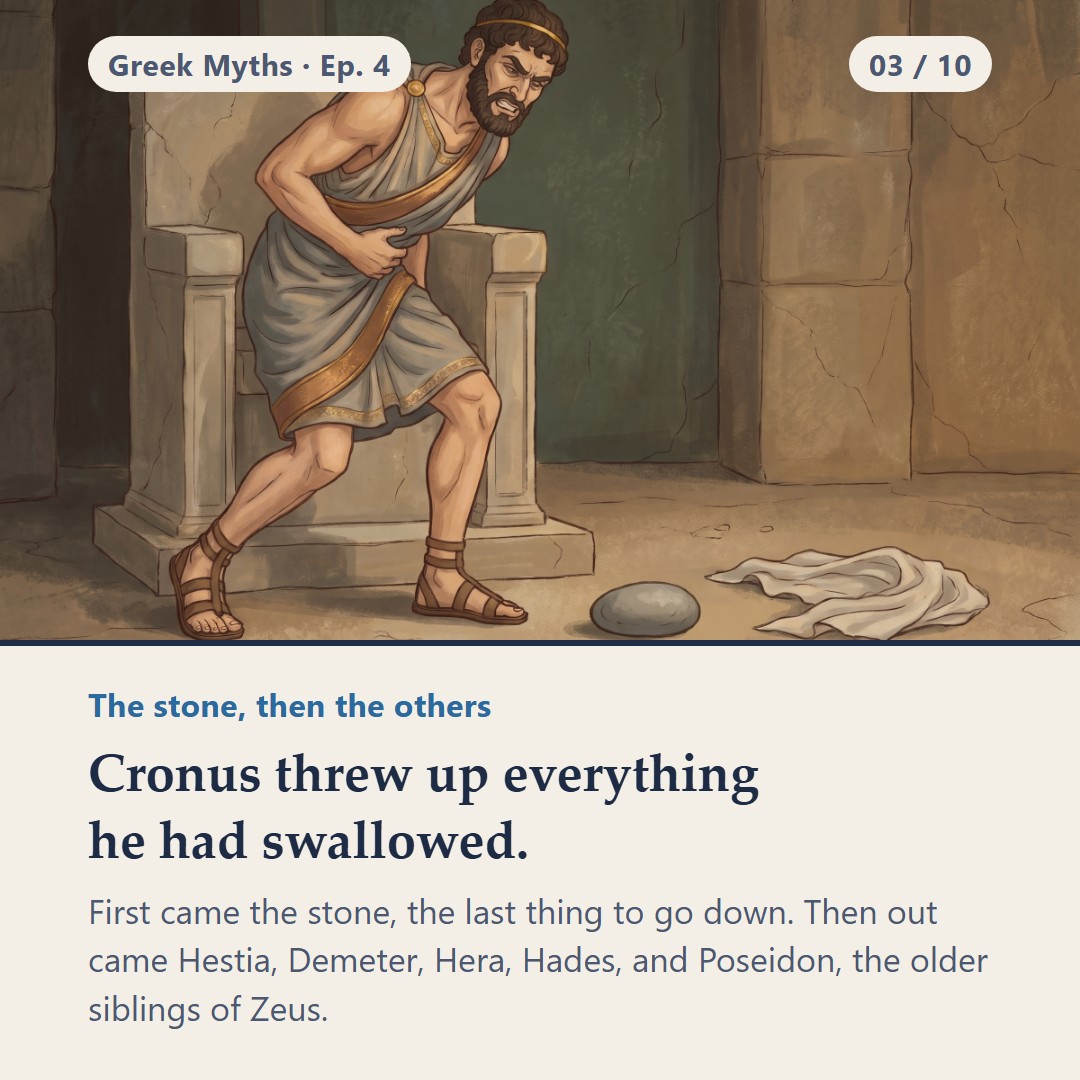 Greek Myths · Ep. 4
03 / 10
The stone, then the others
Cronus threw up everything
he had swallowed.
First came the stone, the last thing to go down. Then out
came Hestia, Demeter, Hera, Hades, and Poseidon, the older
siblings of Zeus.